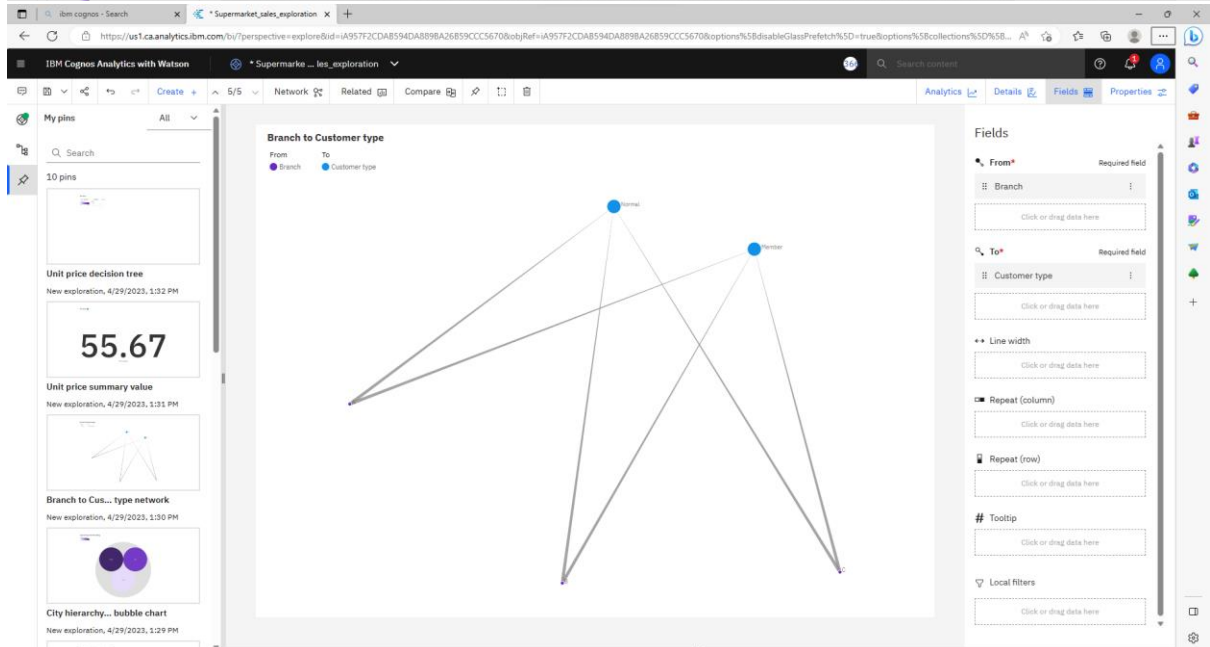 ibm cognos - Search
* Supermarket_sales_exploration
https://us1.ca.analytics.ibm.com/bi/?perspective=explore&id=iA957F2CDAB594DA8B9BA26B59CCC5670&objRef=iA957F2CDAB594DA8B9BA26B59CCC5670&options%5BdisableGlassPrefetch%5D=true&options%5Bcollections%5D%5B...
IBM Cognos Analytics with Watson
* Supermarke ... les_exploration
Search content
Create +
5/5
Network
Related
Compare
Analytics
Details
Fields
Properties
My pins
All
Search
10 pins
Unit price decision tree
New exploration, 4/29/2023, 1:32 PM
55.67
Unit price summary value
New exploration, 4/29/2023, 1:31 PM
Branch to Cus... type network
New exploration, 4/29/2023, 1:30 PM
City hierarchy... bubble chart
New exploration, 4/29/2023, 1:29 PM
Branch to Customer type
From To
Branch Customer type
Normal
Member
C
Fields
From* Required field
Branch
Click or drag data here
To* Required field
Customer type
Click or drag data here
Line width
Click or drag data here
Repeat (column)
Click or drag data here
Repeat (row)
Click or drag data here
# Tooltip
Click or drag data here
Local filters
Click or drag data here